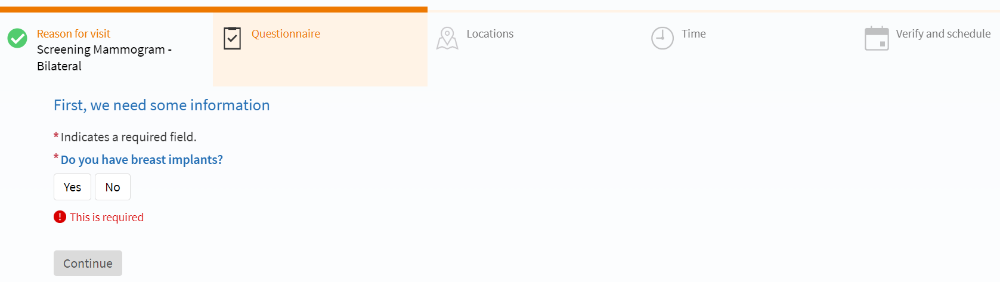 Reason for visit
Screening Mammogram -
Bilateral
Questionnaire
Locations
Time
Verify and schedule
First, we need some information
*Indicates a required field.
*Do you have breast implants?
Yes No
! This is required
Continue